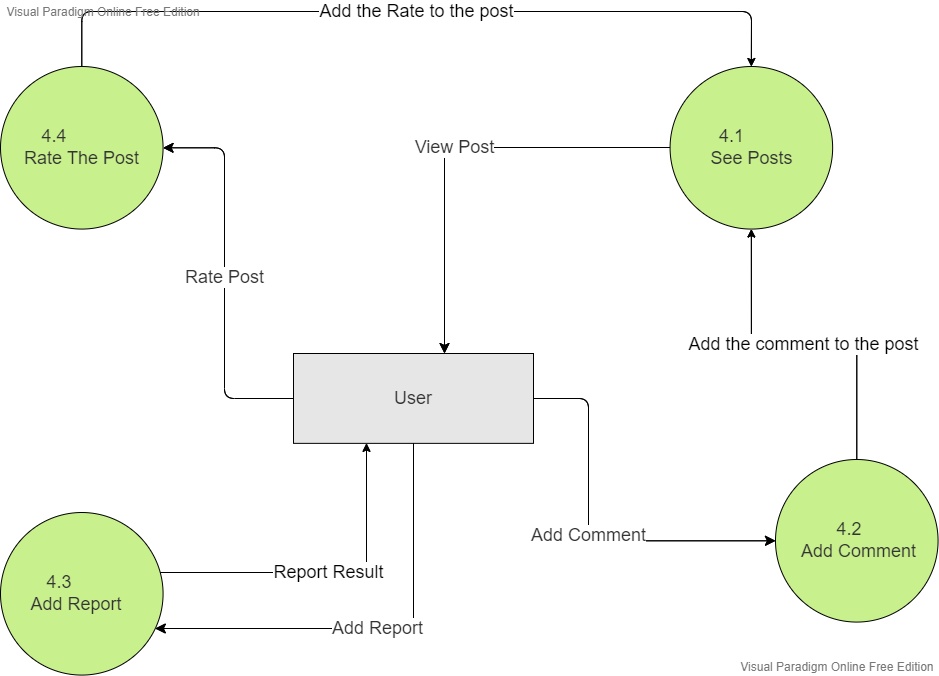 Visual Paradigm Online Free Edition
Add the Rate to the post
4.4
Rate The Post
View Post
4.1
See Posts
Rate Post
Add the comment to the post
User
Add Comment
4.2
Add Comment
Report Result
4.3
Add Report
Add Report
Visual Paradigm Online Free Edition